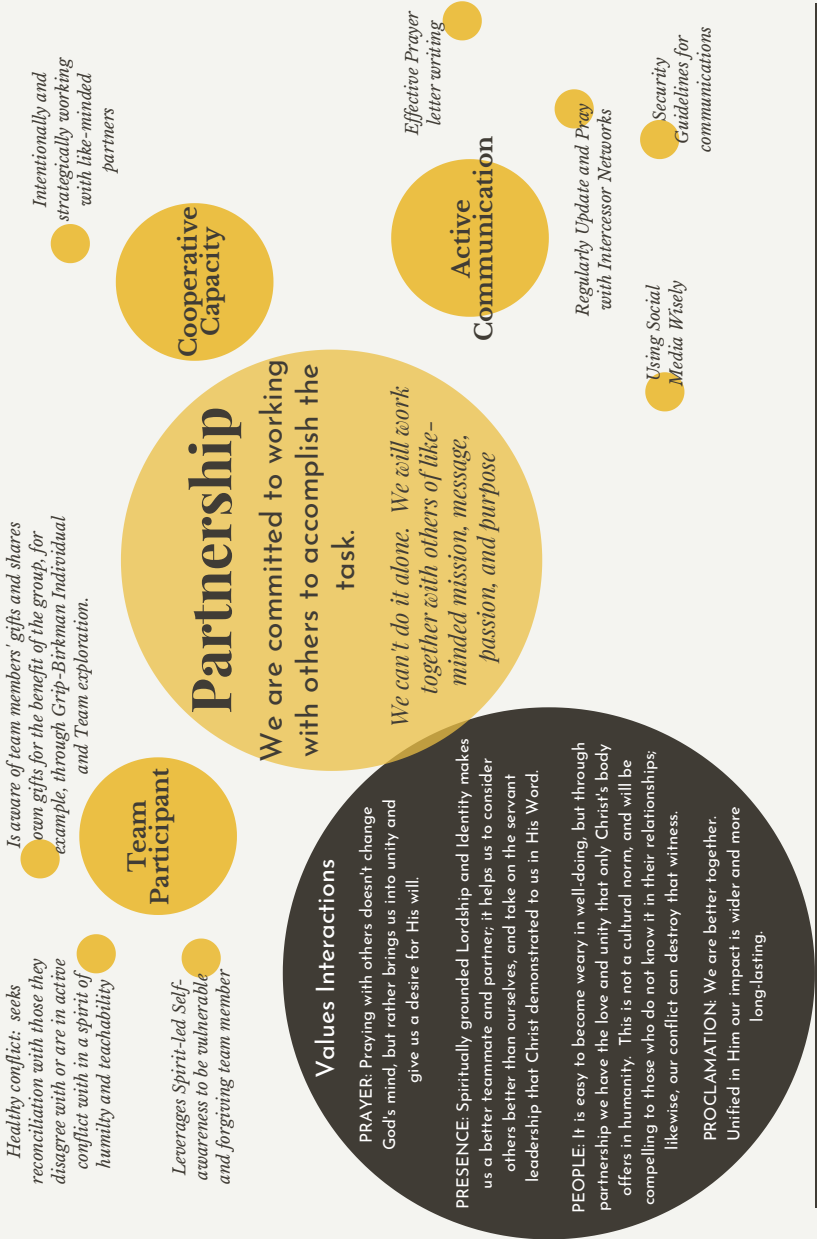 Healthy conflict:  seeks
reconciliation with those they
disagree with or are in active
conflict with in a spirit of
humilty and teachability
Is aware of team members' gifts and shares
own gifts for the benefit of the group, for
example, through Grip-Birkman Individual
and Team exploration.
Intentionally and
strategically working
with like-minded
partners
Leverages Spirit-led Self-
awareness to be vulnerable
and forgiving team member
Team
Participant
Cooperative
Capacity
Partnership
We are committed to working
with others to accomplish the
task.
We can't do it alone.  We will work
together with others of like-
minded mission, message,
passion, and purpose
Active
Communication
Effective Prayer
letter writing
Regularly Update and Pray
with Intercessor Networks
Security
Guidelines for
communications
Using Social
Media Wisely
Values Interactions
PRAYER: Praying with others doesn't change
God's mind, but rather brings us into unity and
give us a desire for His will.
PRESENCE: Spiritually grounded Lordship and Identity makes
us a better teammate and partner; it helps us to consider
others better than ourselves, and take on the servant
leadership that Christ demonstrated to us in His Word.
PEOPLE: It is easy to become weary in well-doing, but through
partnership we have the love and unity that only Christ's body
offers in humanity.  This is not a cultural norm, and will be
compelling to those who do not know it in their relationships;
likewise, our conflict can destroy that witness.
PROCLAMATION: We are better together.
Unified in Him our impact is wider and more
long-lasting.